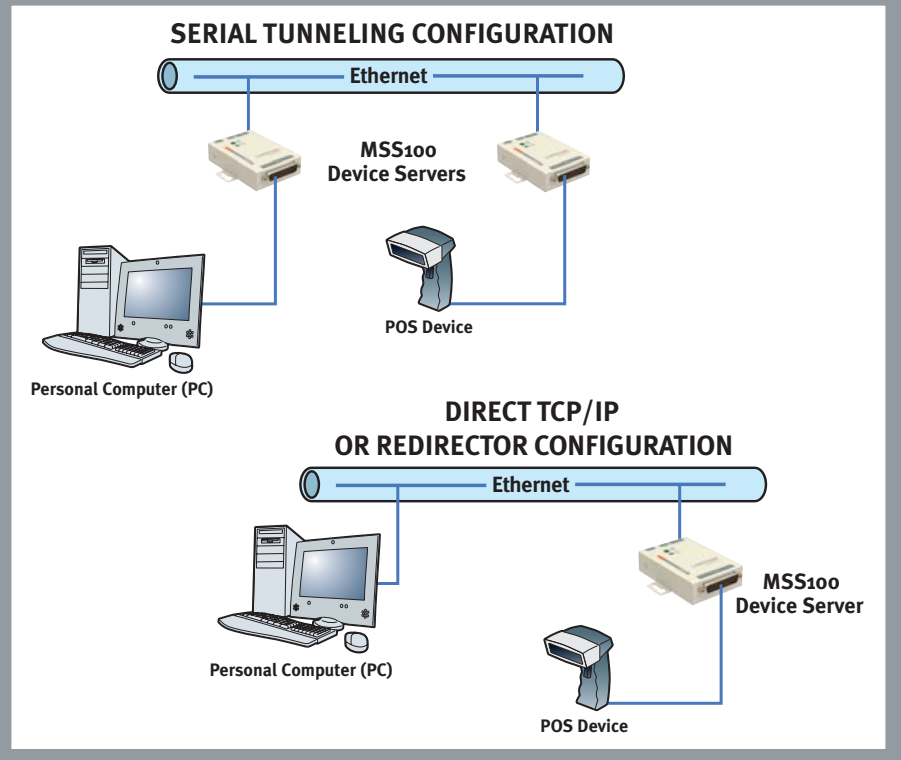 SERIAL TUNNELING CONFIGURATION
Ethernet
MSS100
Device Servers
POS Device
Personal Computer (PC)
DIRECT TCP/IP
OR REDIRECTOR CONFIGURATION
Ethernet
MSS100
Device Server
Personal Computer (PC)
POS Device